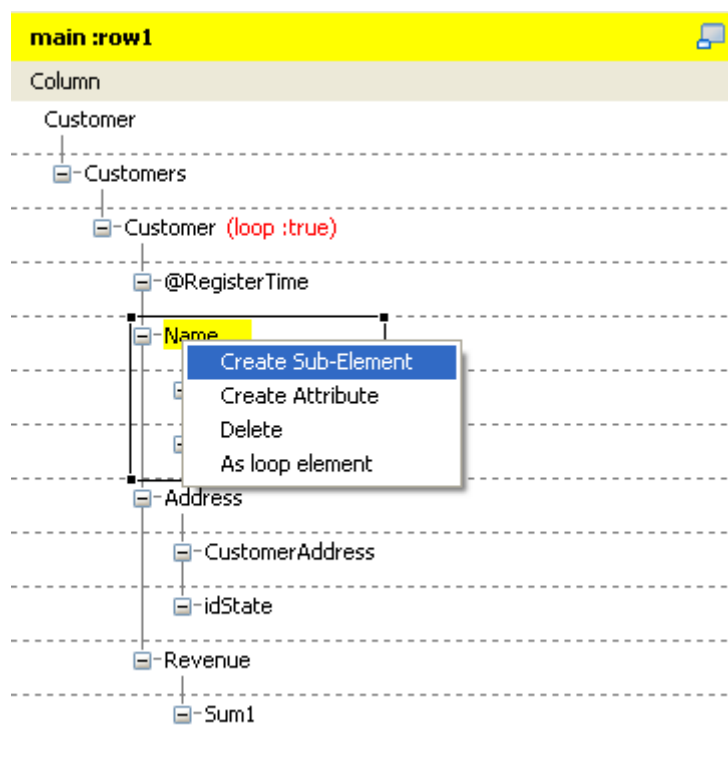 main :row1
Column
Customer
Customers
Customer (loop :true)
@RegisterTime
Name
Create Sub-Element
Create Attribute
Delete
As loop element
Address
CustomerAddress
idState
Revenue
Sum1